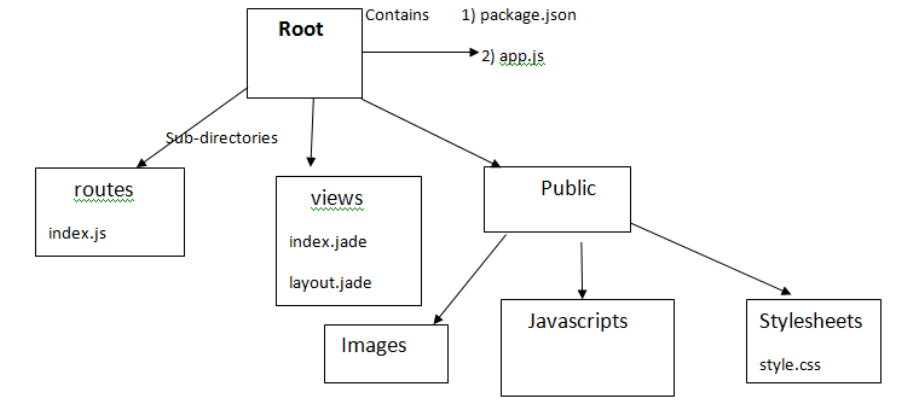 Root
Contains
1) package.json
2) app.js
Sub-directories
routes
index.js
views
index.jade
layout.jade
Public
Images
Javascripts
Stylesheets
style.css